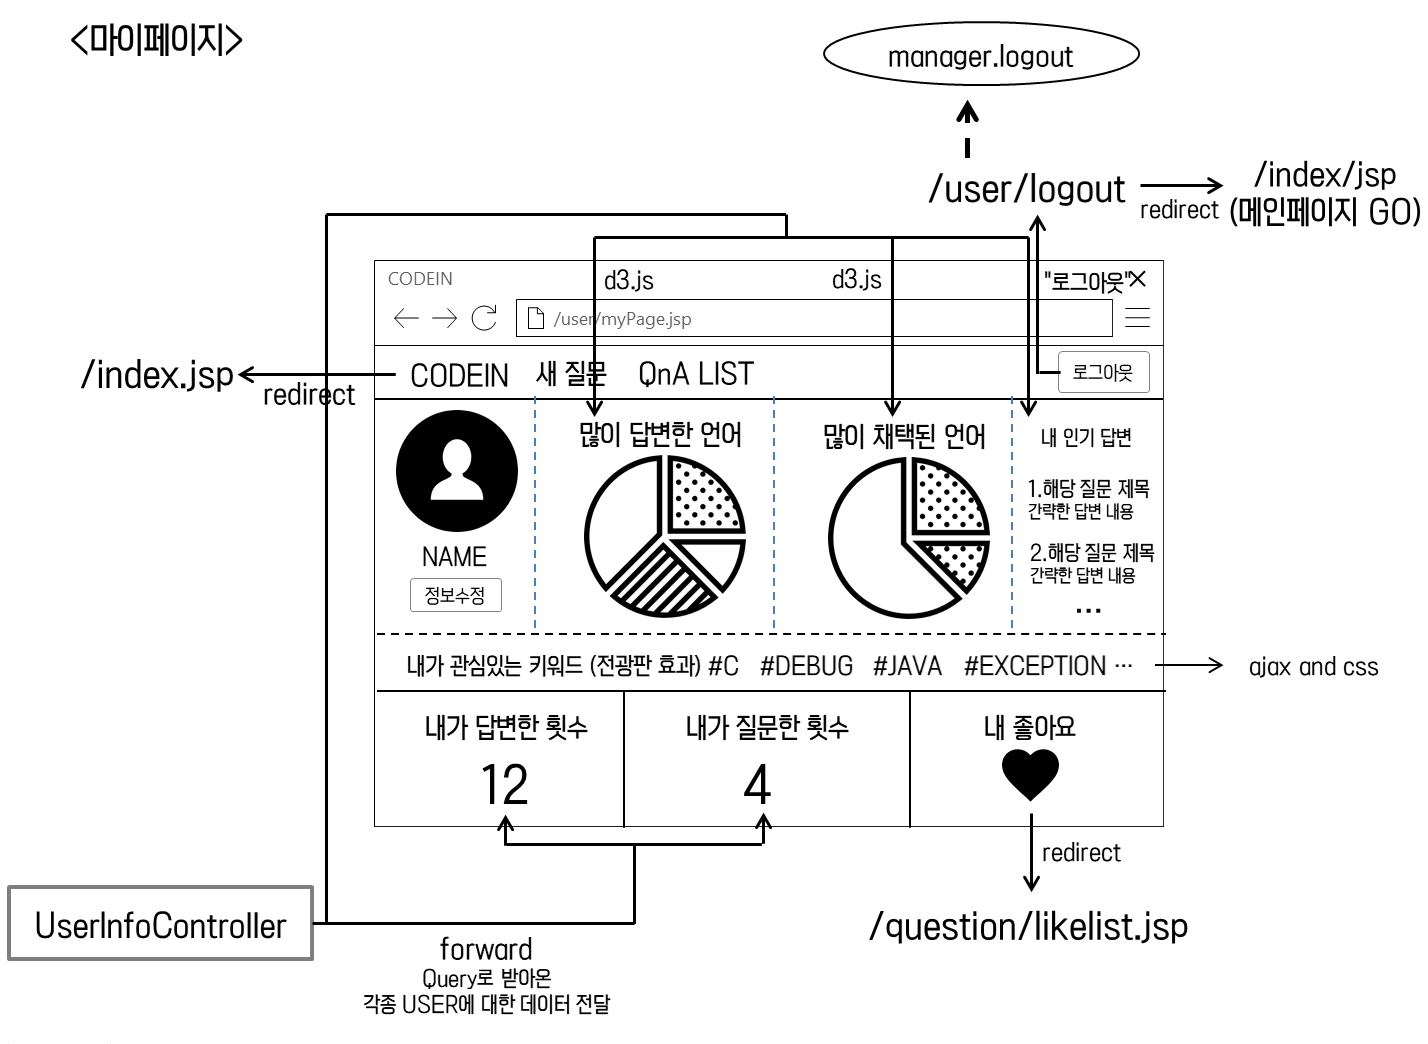 <마이페이지>
manager.logout
/user/logout
redirect
/index/jsp
(메인페이지 GO)
CODEIN
d3.js
d3.js
"로그아웃"
/user/myPage.jsp
/index.jsp
redirect
CODEIN 새 질문 QnA LIST
로그아웃
NAME
정보수정
많이 답변한 언어
많이 채택된 언어
내 인기 답변
1.해당 질문 제목
간략한 답변 내용
2.해당 질문 제목
간략한 답변 내용
...
내가 관심있는 키워드 (전광판 효과) #C #DEBUG #JAVA #EXCEPTION ...
ajax and css
내가 답변한 횟수
12
내가 질문한 횟수
4
내 좋아요
redirect
/question/likelist.jsp
UserInfoController
forward
Query로 받아온
각종 USER에 대한 데이터 전달